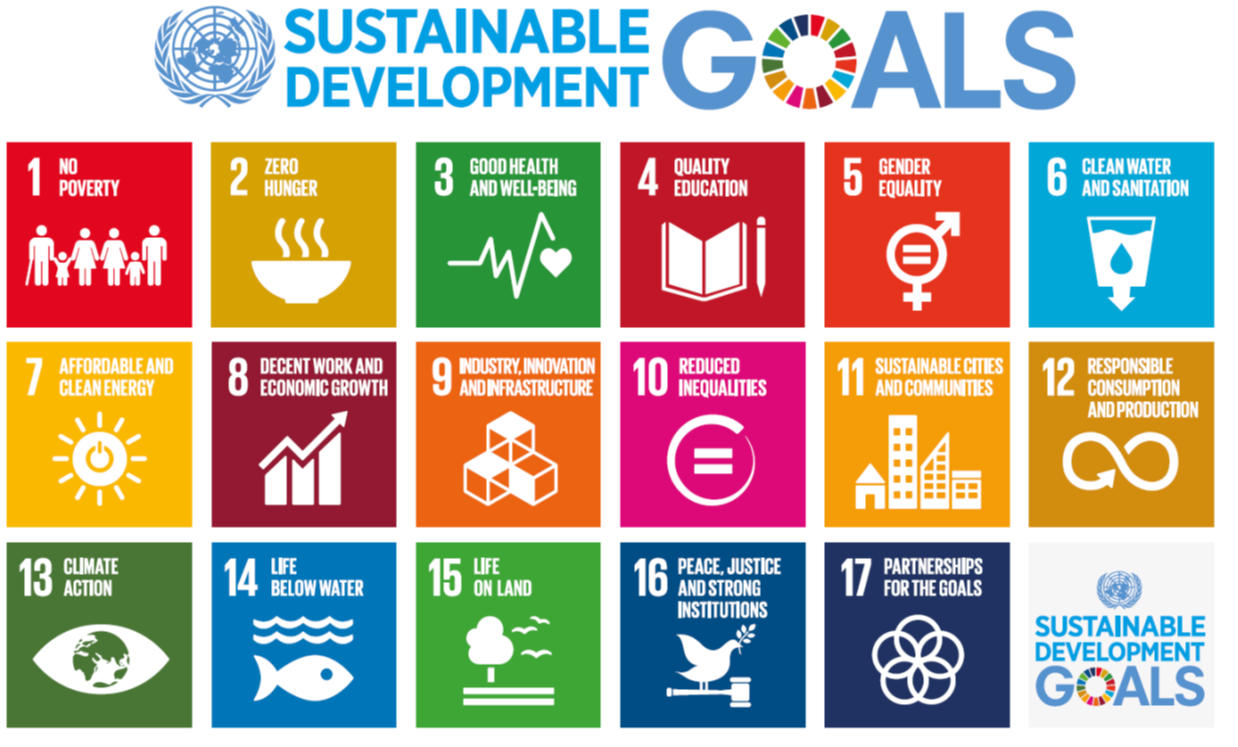 SUSTAINABLE
DEVELOPMENT
GOALS
1 NO
POVERTY
2 ZERO
HUNGER
3 GOOD HEALTH
AND WELL-BEING
4 QUALITY
EDUCATION
5 GENDER
EQUALITY
6 CLEAN WATER
AND SANITATION
7 AFFORDABLE AND
CLEAN ENERGY
8 DECENT WORK AND
ECONOMIC GROWTH
9 INDUSTRY, INNOVATION
AND INFRASTRUCTURE
10 REDUCED
INEQUALITIES
11 SUSTAINABLE CITIES
AND COMMUNITIES
12 RESPONSIBLE
CONSUMPTION
AND PRODUCTION
13 CLIMATE
ACTION
14 LIFE
BELOW WATER
15 LIFE
ON LAND
16 PEACE, JUSTICE
AND STRONG
INSTITUTIONS
17 PARTNERSHIPS
FOR THE GOALS
SUSTAINABLE
DEVELOPMENT
GOALS